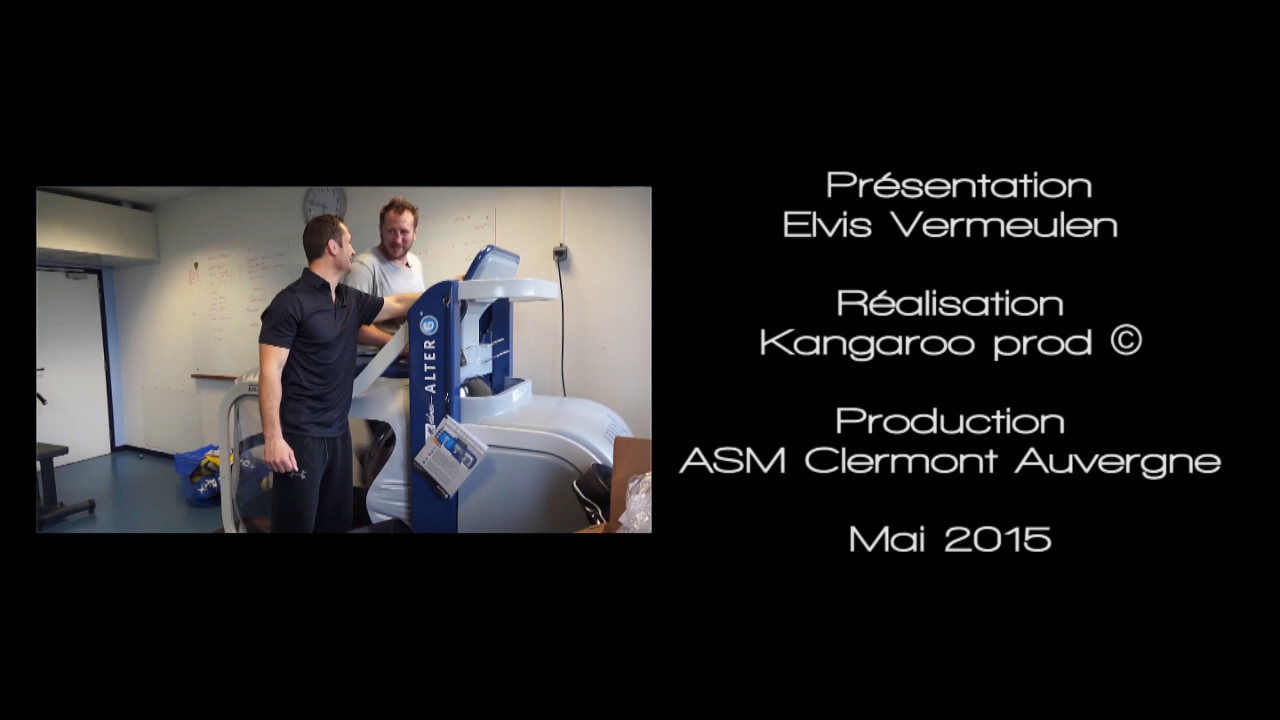 ALTER G
Présentation
Elvis Vermeulen
Réalisation
Kangaroo prod ©
Production
ASM Clermont Auvergne
Mai 2015